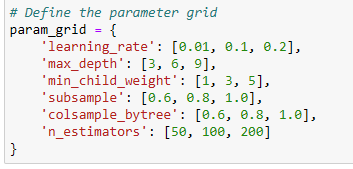 # Define the parameter grid
param_grid = {
    'learning_rate': [0.01, 0.1, 0.2],
    'max_depth': [3, 6, 9],
    'min_child_weight': [1, 3, 5],
    'subsample': [0.6, 0.8, 1.0],
    'colsample_bytree': [0.6, 0.8, 1.0],
    'n_estimators': [50, 100, 200]
}